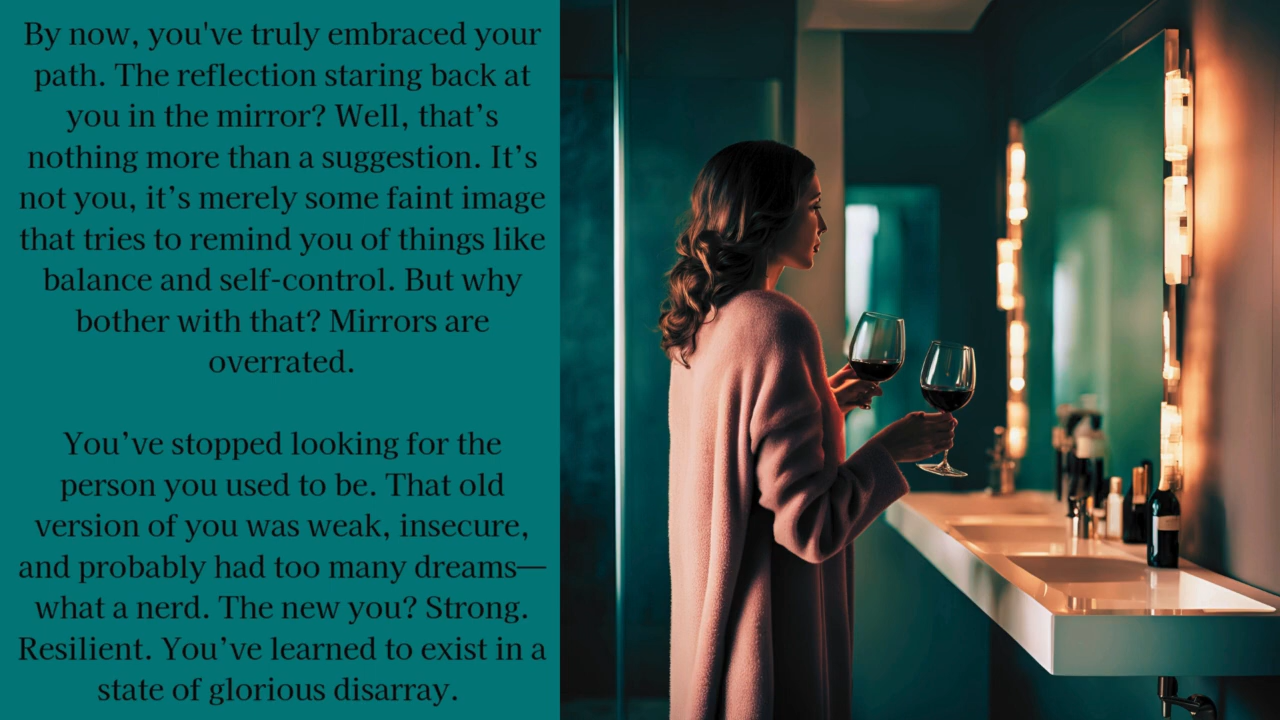 By now, you've truly embraced your
path. The reflection staring back at
you in the mirror? Well, that’s
nothing more than a suggestion. It’s
not you, it’s merely some faint image
that tries to remind you of things like
balance and self-control. But why
bother with that? Mirrors are
overrated.
You’ve stopped looking for the
person you used to be. That old
version of you was weak, insecure,
and probably had too many dreams—
what a nerd. The new you? Strong.
Resilient. You’ve learned to exist in a
state of glorious disarray.